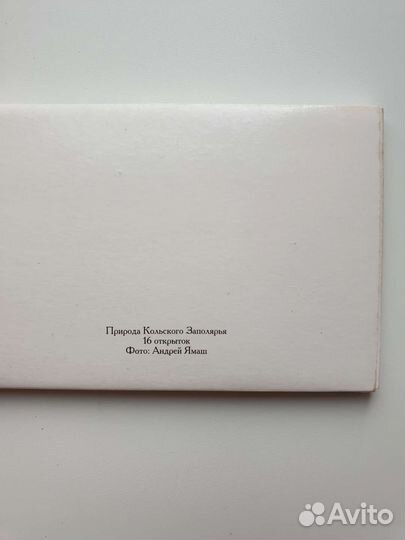 Природа Кольского Заполярья
16 открыток
Фото: Андрей Ямаш
Avito